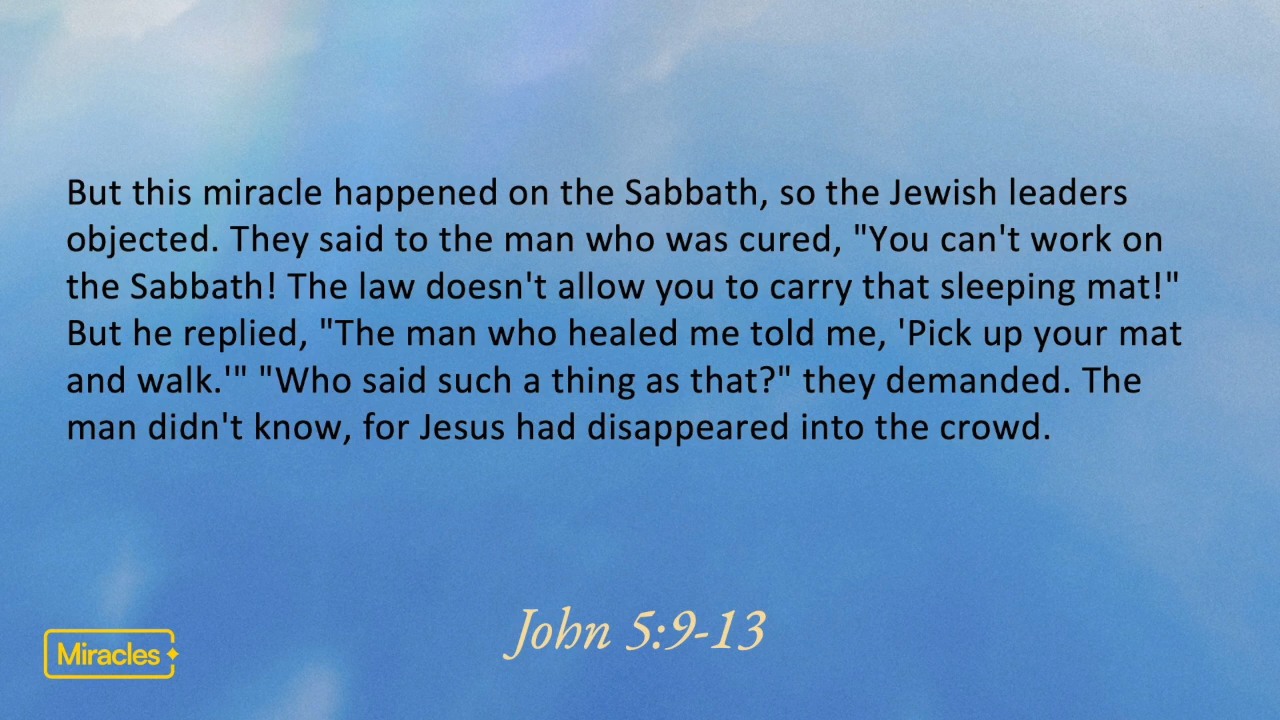 But this miracle happened on the Sabbath, so the Jewish leaders
objected. They said to the man who was cured, "You can't work on
the Sabbath! The law doesn't allow you to carry that sleeping mat!"
But he replied, "The man who healed me told me, 'Pick up your mat
and walk.'" "Who said such a thing as that?" they demanded. The
man didn't know, for Jesus had disappeared into the crowd.
John 5:9-13
Miracles